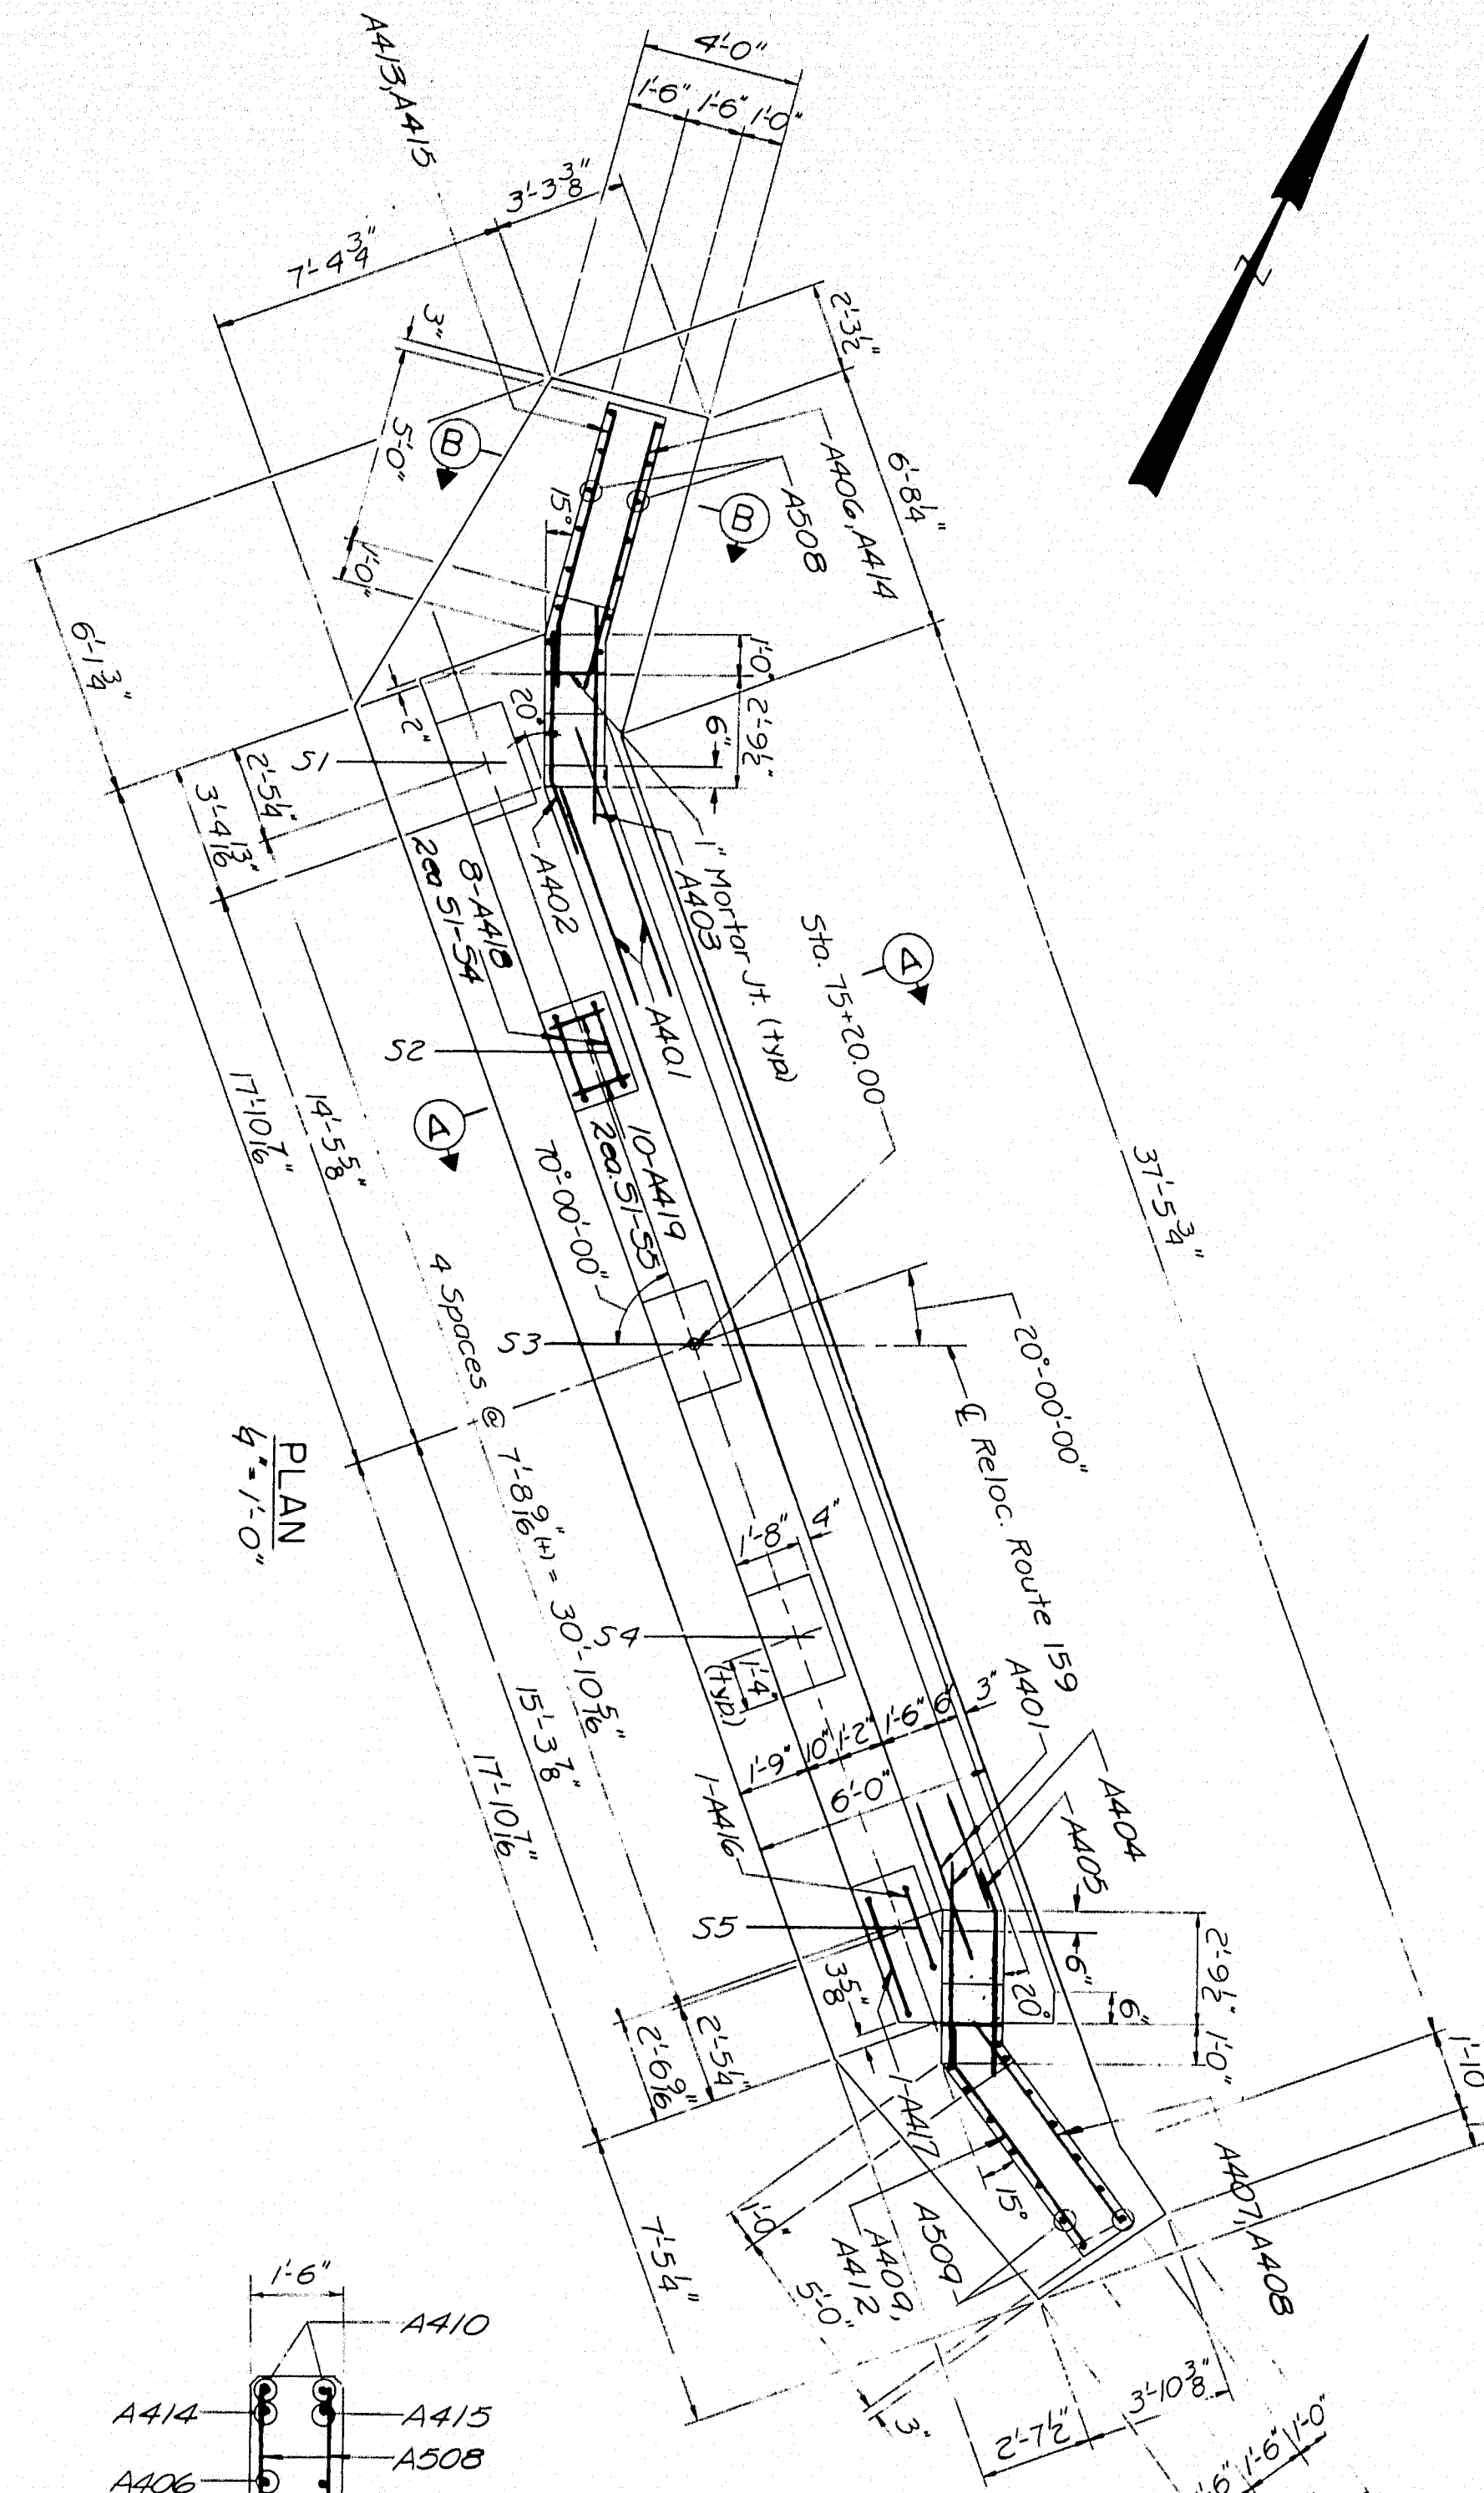 A413,A415
4'-0"
1'-6" 1'-6" 1'-0"
3'-3 3/8"
7'-4 3/4"
3"
5'-0"
1'-0"
2'-3 1/2"
6'-8 1/4"
N
B
B
A508
A406, A414
15°
6'-1 3/4"
2"
20°
1'-0"
2'-9 1/2"
6"
S1
2'-5 1/4"
3'-4 13/16"
A402
A403
1" Mortar Jt. (typ)
8-A418
2ea S1-S4
A401
Sta. 75+20.00
A
A
S2
10-A419
2ea. S1-S5
70°-00'-00"
17'-10 7/16"
14'-5 5/8"
37'-5 3/4"
S3
20°-00'-00"
℄ Reloc. Route 159
4 Spaces @ 7'-8 9/16"(+) = 30'-10 5/16"
PLAN
1/4" = 1'-0"
1'-8"
4"
S4
1'-4"
(typ.)
15'-3 7/8"
17'-10 7/16"
1'-9" 10" 1'-2" 1'-6" 6" 3"
6'-0"
A401
A404
A405
1-A416
S5
3 5/8"
20°
6"
6"
2'-9 1/2"
1'-0"
1'-10
2'-5 1/4"
2'-6 9/16"
1-A417
15°
A407, A408
A509
A409,
A412
1'-0"
5'-0"
3"
7'-5 1/4"
2'-7 1/2"
3'-10 3/8"
1'-6" 1'-0"
1'-6"
A410
A414
A415
A508
A406